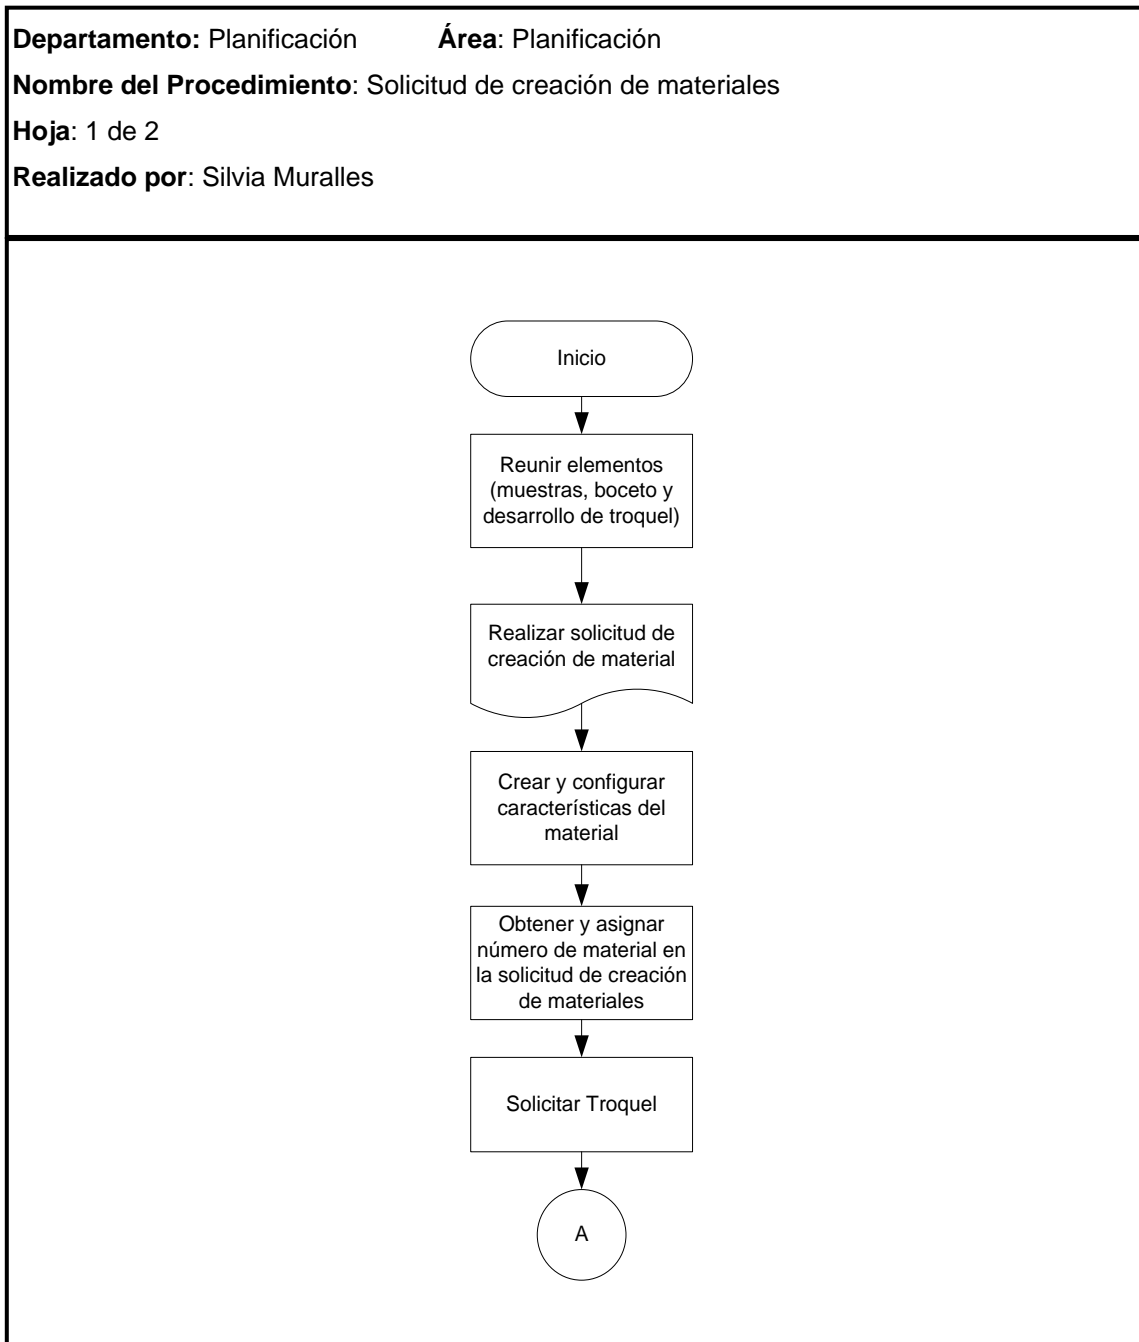 Departamento: Planificación Área: Planificación
Nombre del Procedimiento: Solicitud de creación de materiales
Hoja: 1 de 2
Realizado por: Silvia Muralles
Inicio
Reunir elementos
(muestras, boceto y
desarrollo de troquel)
Realizar solicitud de
creación de material
Crear y configurar
características del
material
Obtener y asignar
número de material en
la solicitud de creación
de materiales
Solicitar Troquel
A